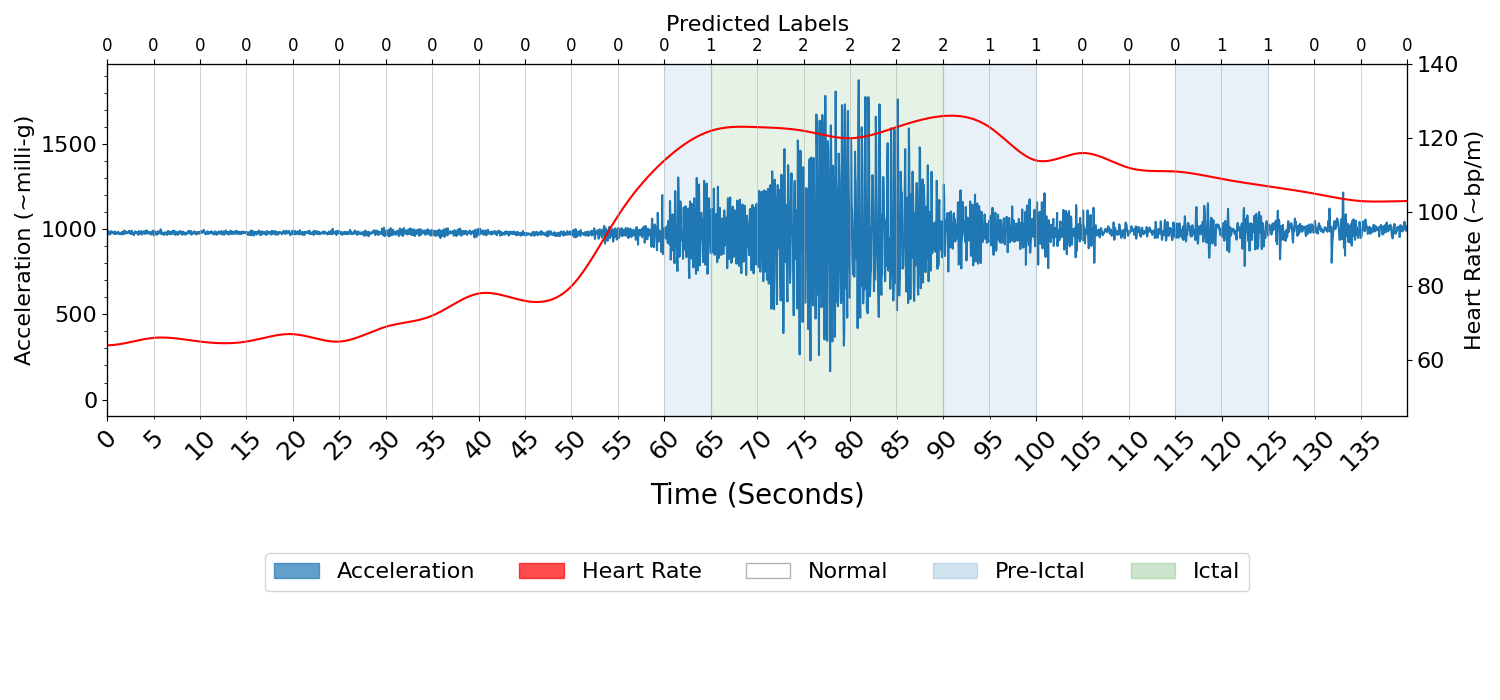 Predicted Labels
0 0 0 0 0 0 0 0 0 0 0 0 0 1 2 2 2 2 2 1 1 0 0 0 1 1 0 0 0
140
120
100
80
60
Heart Rate (~bp/m)
1500
1000
500
0
Acceleration (~milli-g)
0 5 10 15 20 25 30 35 40 45 50 55 60 65 70 75 80 85 90 95 100 105 110 115 120 125 130 135
Time (Seconds)
Acceleration Heart Rate Normal Pre-Ictal Ictal